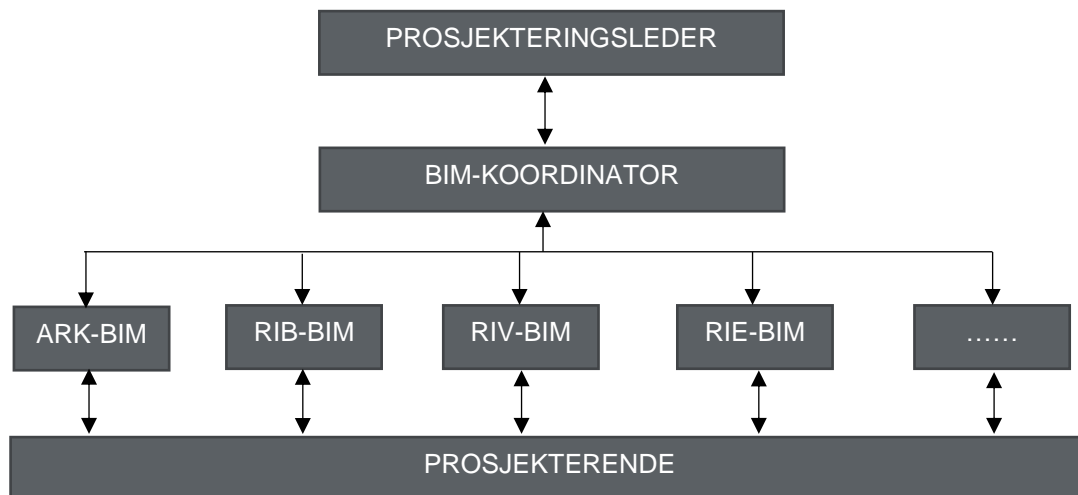 PROSJEKTERINGSLEDER
BIM-KOORDINATOR
ARK-BIM
RIB-BIM
RIV-BIM
RIE-BIM
……
PROSJEKTERENDE